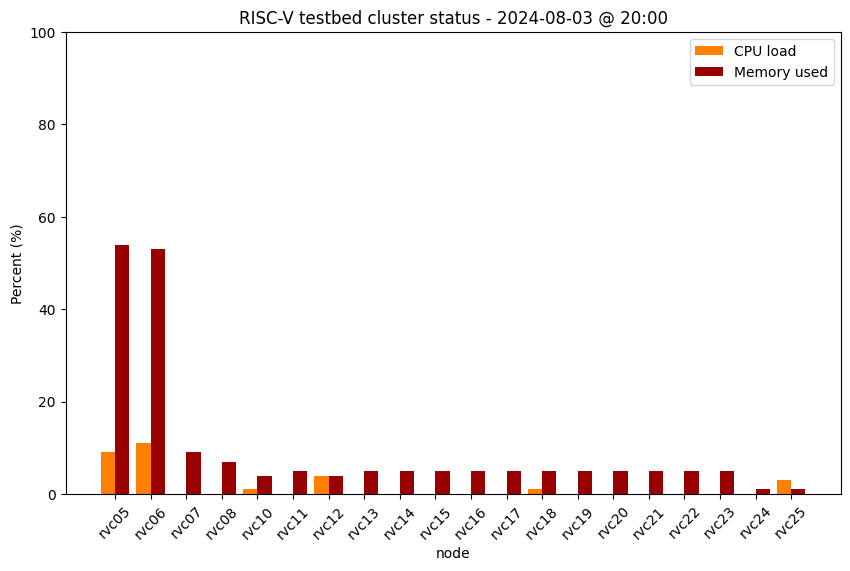 RISC-V testbed cluster status - 2024-08-03 @ 20:00
CPU load
Memory used
Percent (%)
100
80
60
40
20
0
rvc05
rvc06
rvc07
rvc08
rvc10
rvc11
rvc12
rvc13
rvc14
rvc15
rvc16
rvc17
rvc18
rvc19
rvc20
rvc21
rvc22
rvc23
rvc24
rvc25
node